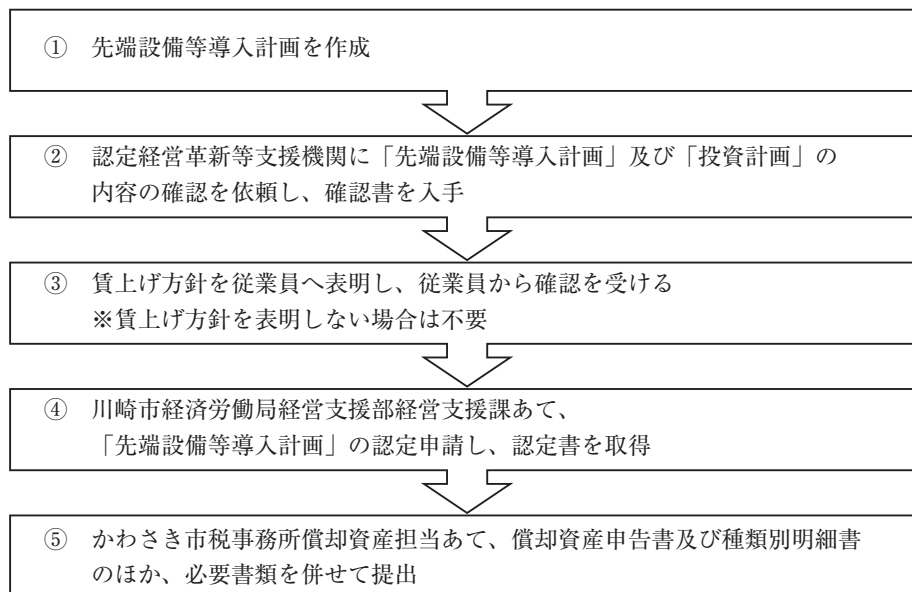 ① 先端設備等導入計画を作成
② 認定経営革新等支援機関に「先端設備等導入計画」及び「投資計画」の
内容の確認を依頼し、確認書を入手
③ 賃上げ方針を従業員へ表明し、従業員から確認を受ける
※賃上げ方針を表明しない場合は不要
④ 川崎市経済労働局経営支援部経営支援課あて、
「先端設備等導入計画」の認定申請し、認定書を取得
⑤ かわさき市税事務所償却資産担当あて、償却資産申告書及び種類別明細書
のほか、必要書類を併せて提出